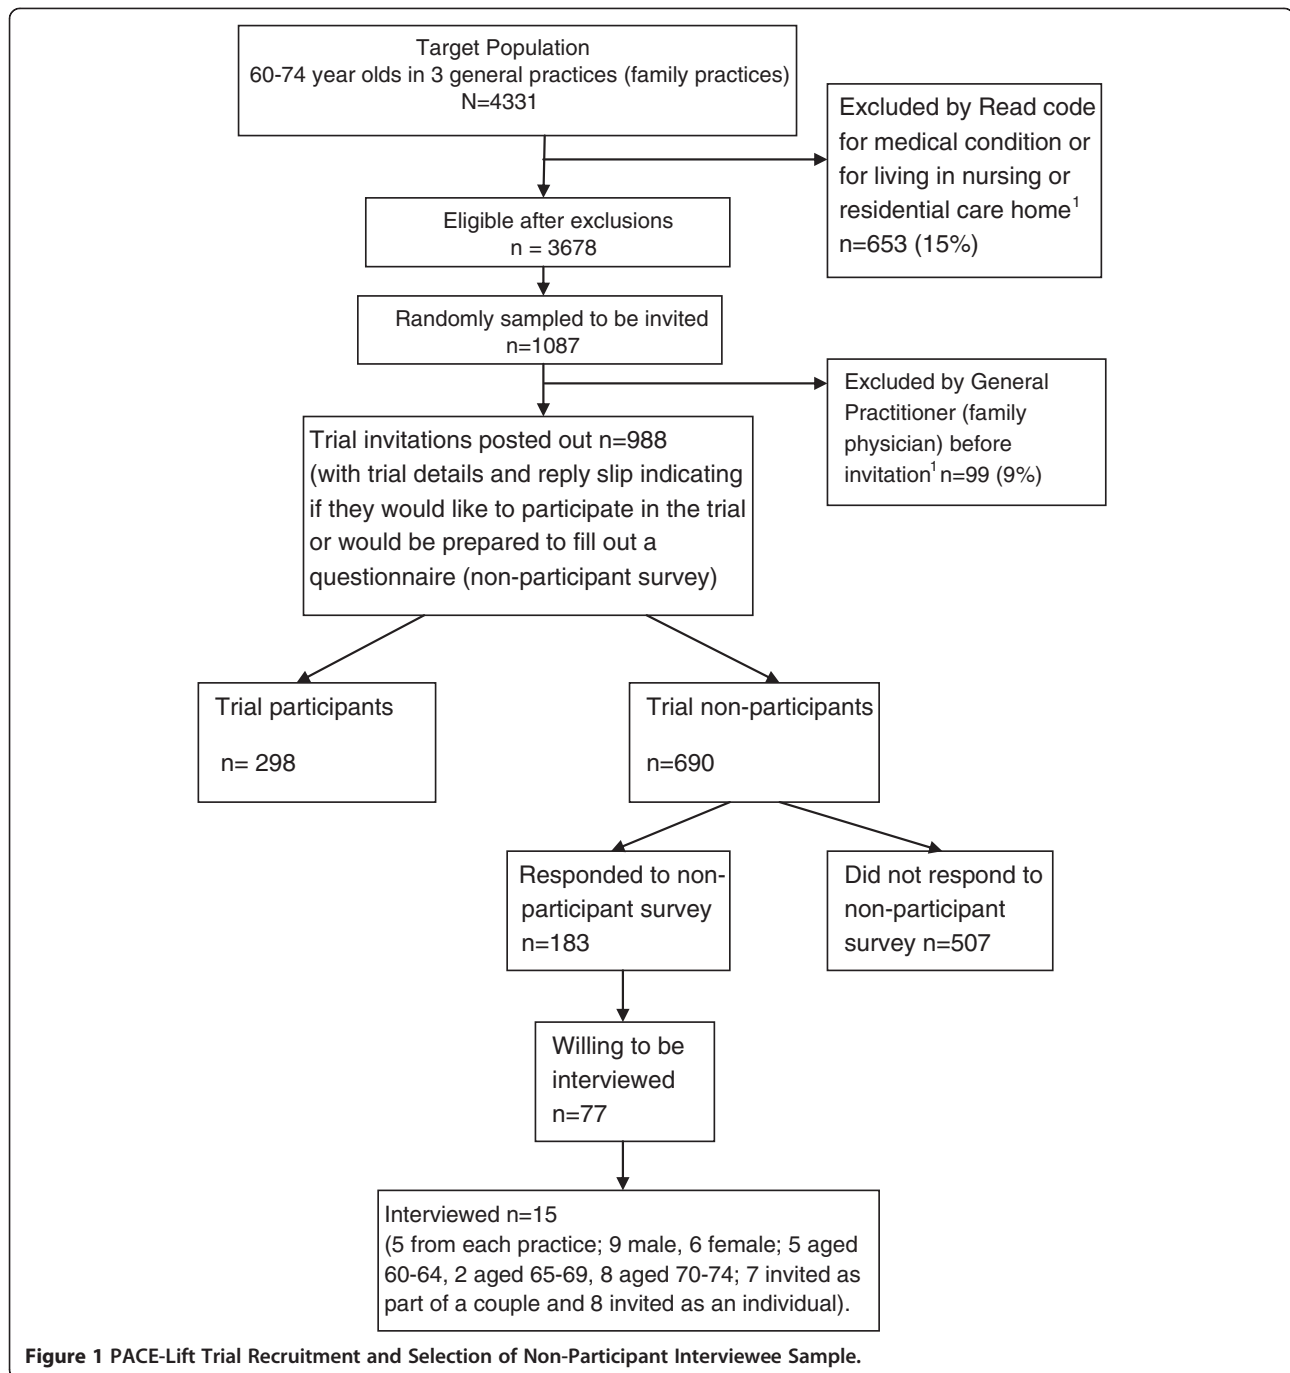 Target Population
60-74 year olds in 3 general practices (family practices)
N=4331
Excluded by Read code
for medical condition or
for living in nursing or
residential care home1
n=653 (15%)
Eligible after exclusions
n = 3678
Randomly sampled to be invited
n=1087
Excluded by General
Practitioner (family
physician) before
invitation1 n=99 (9%)
Trial invitations posted out n=988
(with trial details and reply slip indicating
if they would like to participate in the trial
or would be prepared to fill out a
questionnaire (non-participant survey)
Trial participants
n= 298
Trial non-participants
n=690
Responded to non-
participant survey
n=183
Did not respond to
non-participant
survey n=507
Willing to be
interviewed
n=77
Interviewed n=15
(5 from each practice; 9 male, 6 female; 5 aged
60-64, 2 aged 65-69, 8 aged 70-74; 7 invited as
part of a couple and 8 invited as an individual).
Figure 1 PACE-Lift Trial Recruitment and Selection of Non-Participant Interviewee Sample.